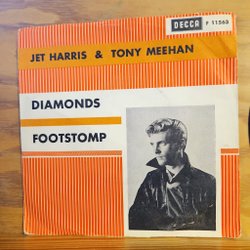 DECCA F 11563
JET HARRIS & TONY MEEHAN
DIAMONDS
FOOTSTOMP